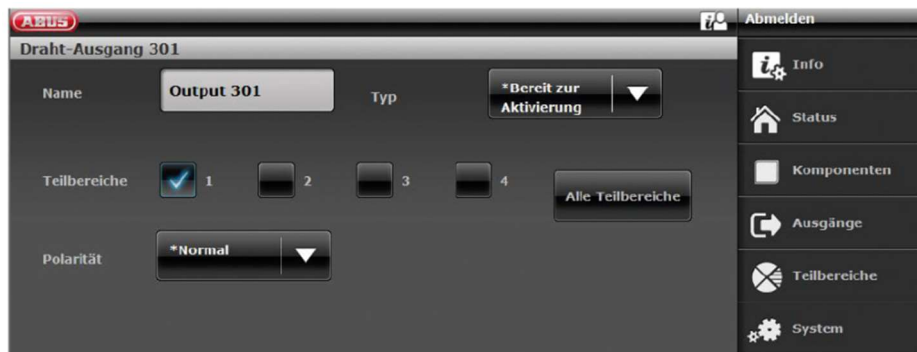 ABUS
Abmelden
Draht-Ausgang 301
Name
Output 301
Typ
*Bereit zur
Aktivierung
Teilbereiche
1
2
3
4
Alle Teilbereiche
Polarität
*Normal
Info
Status
Komponenten
Ausgänge
Teilbereiche
System